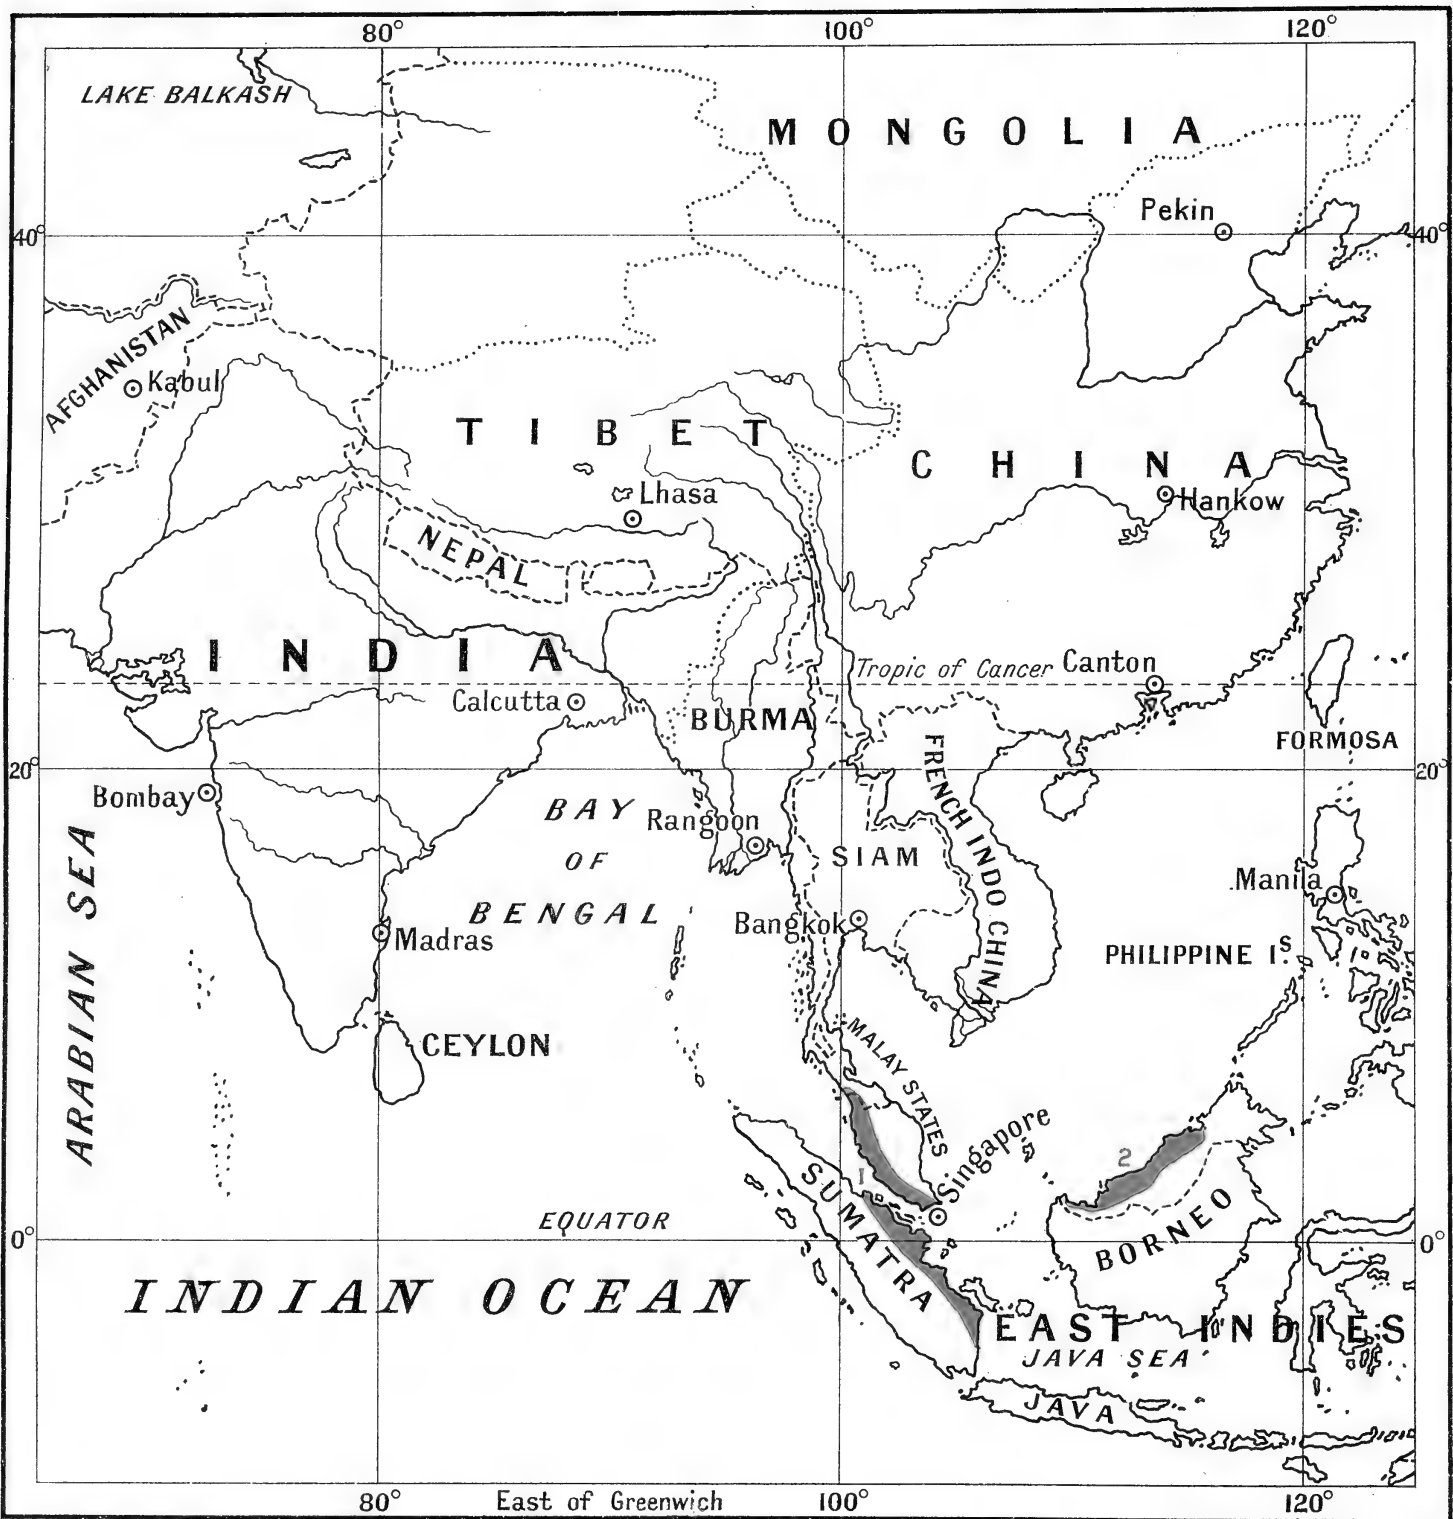 80°
100°
120°
LAKE BALKASH
MONGOLIA
Pekin
40°
40°
AFGHANISTAN
Kabul
TIBET
CHINA
Lhasa
Hankow
NEPAL
INDIA
Tropic of Cancer
Canton
Calcutta
BURMA
FORMOSA
FRENCH INDO CHINA
20°
20°
Bombay
BAY
OF
BENGAL
Rangoon
SIAM
Manila
Bangkok
Madras
PHILIPPINE Is.
ARABIAN SEA
CEYLON
MALAY STATES
Singapore
1
2
SUMATRA
BORNEO
EQUATOR
0°
0°
INDIAN OCEAN
EAST INDIES
JAVA SEA
JAVA
80°
East of Greenwich
100°
120°